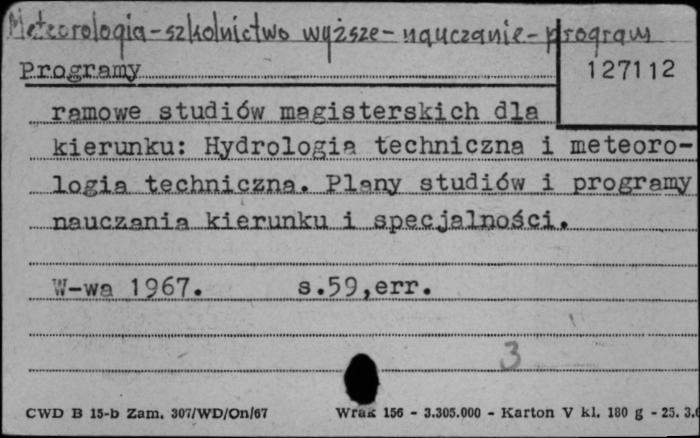 Meteorologia-szkolnictwo wyższe-nauczanie-program
Programy
127112
ramowe studiów magisterskich dla
kierunku: Hydrologia techniczna i meteoro-
logia techniczna. Plany studiów i programy
nauczania kierunku i specjalności.
W-wa 1967. s.59,err.
3
CWD B 15-b Zam. 307/WD/On/67 Wrak 156 - 3.305.000 - Karton V kl. 180 g - 25. 3.